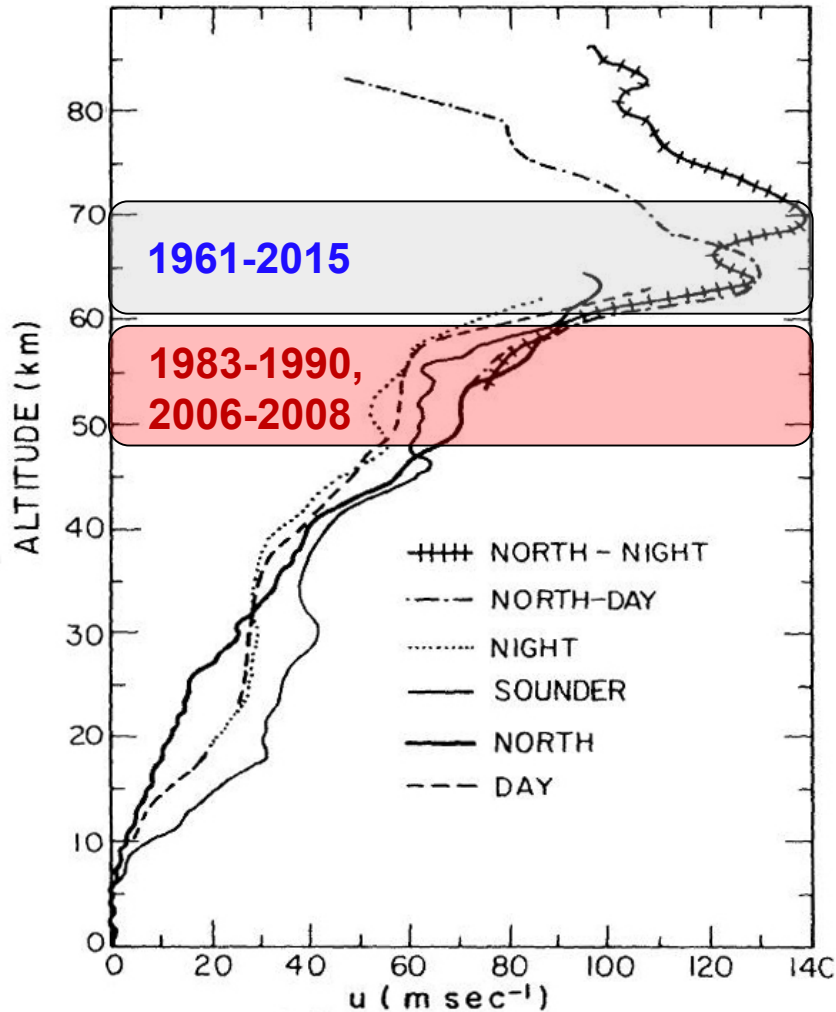 80
70
60
50
40
30
20
10
0
ALTITUDE (km)
1961-2015
1983-1990,
2006-2008
NORTH - NIGHT
NORTH-DAY
NIGHT
SOUNDER
NORTH
DAY
0 20 40 60 80 100 120 140
u ( m sec⁻¹)